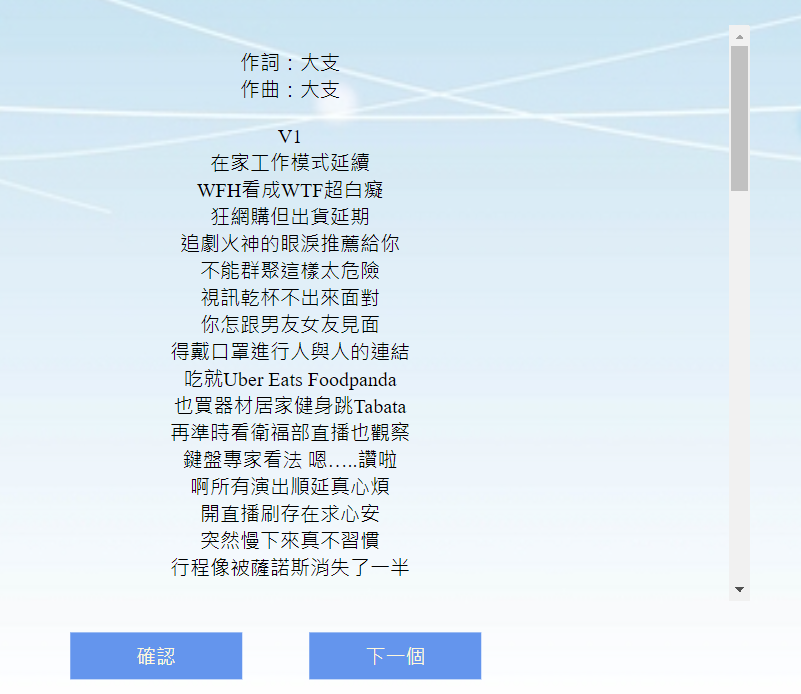 作詞：大支
作曲：大支
V1
在家工作模式延續
WFH看成WTF超白癡
狂網購但出貨延期
追劇火神的眼淚推薦給你
不能群聚這樣太危險
視訊乾杯不出來面對
你怎跟男友女友見面
得戴口罩進行人與人的連結
吃就Uber Eats Foodpanda
也買器材居家健身跳Tabata
再準時看衛福部直播也觀察
鍵盤專家看法 嗯…..讚啦
啊所有演出順延真心煩
開直播刷存在求心安
突然慢下來真不習慣
行程像被薩諾斯消失了一半
確認
下一個